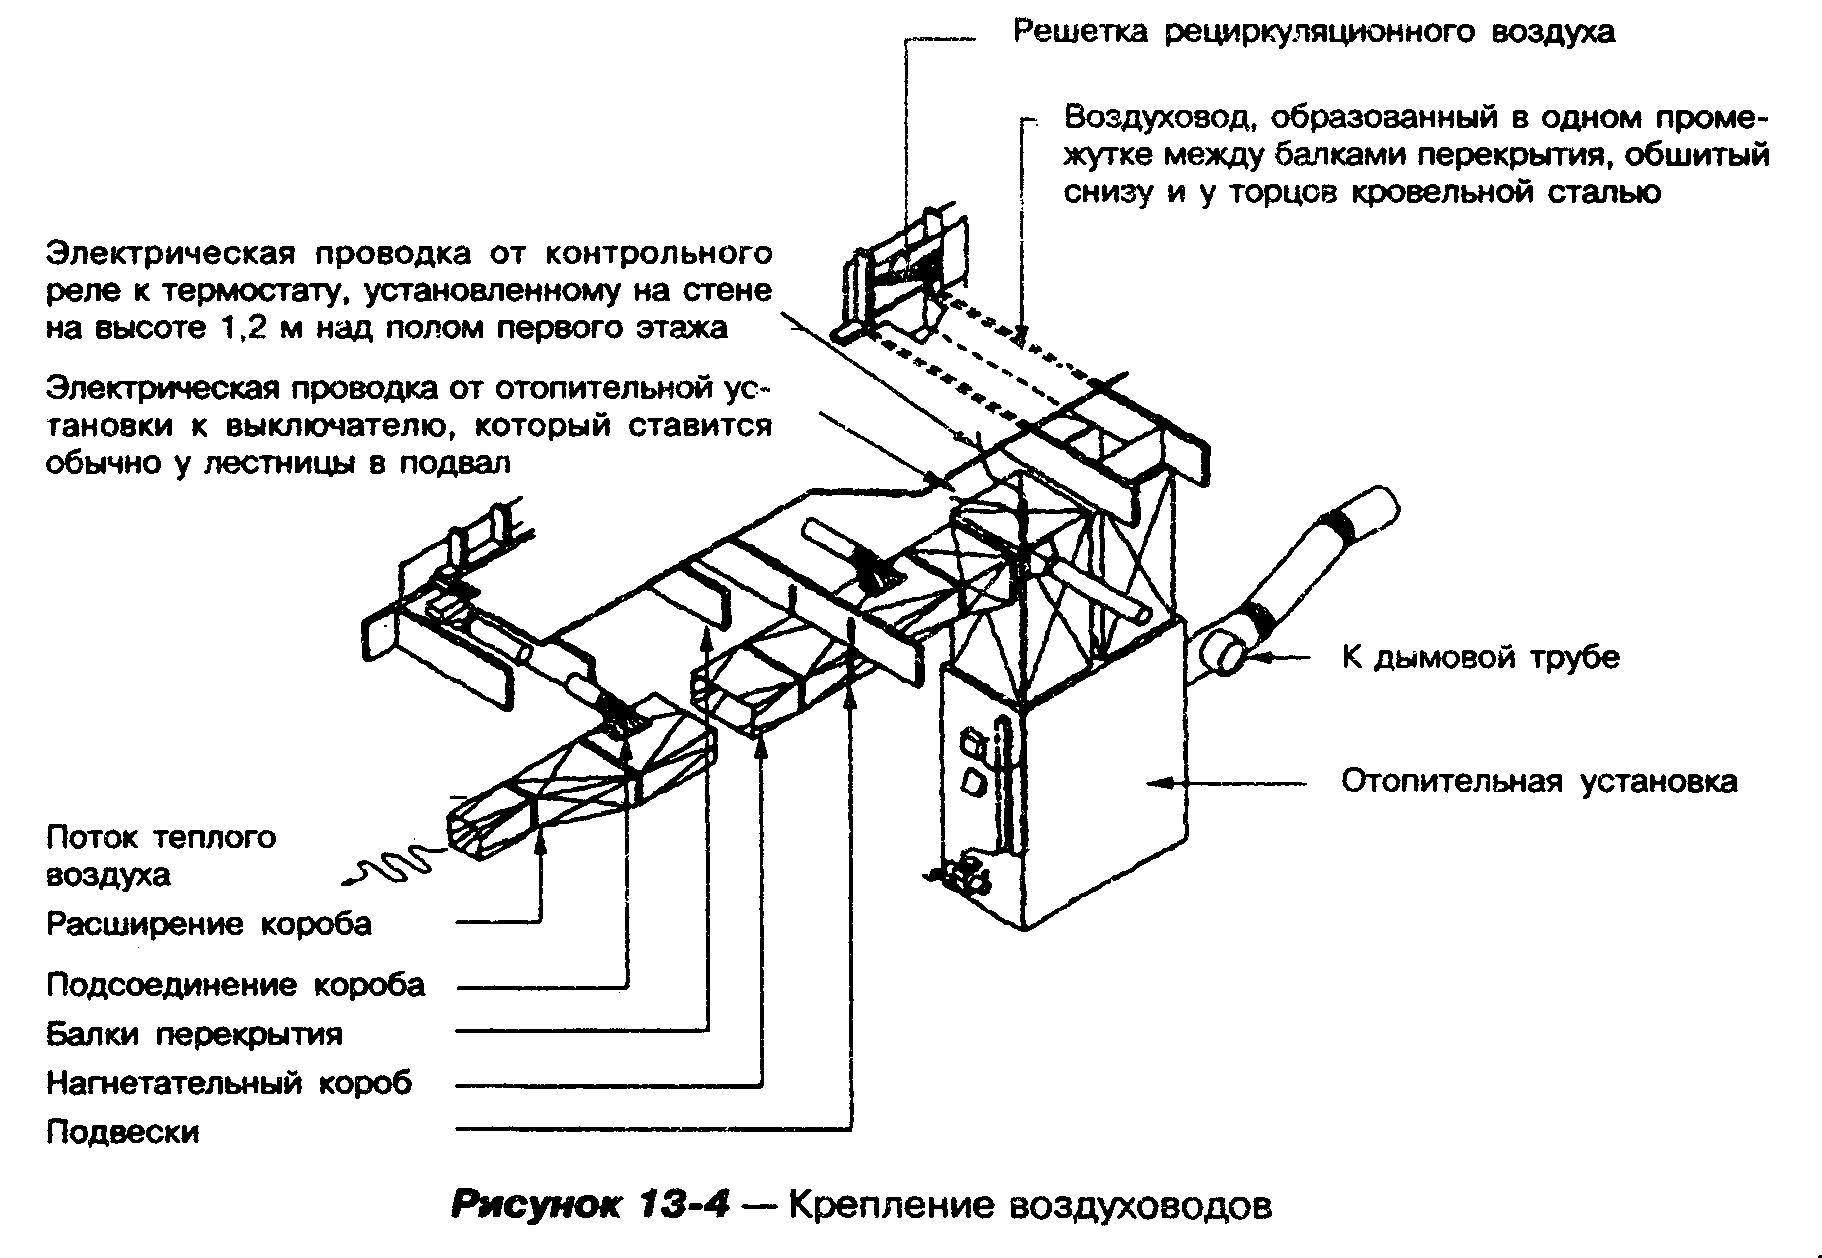 Решетка рециркуляционного воздуха
Воздуховод, образованный в одном проме-
жутке между балками перекрытия, обшитый
снизу и у торцов кровельной сталью
Электрическая проводка от контрольного
реле к термостату, установленному на стене
на высоте 1,2 м над полом первого этажа
Электрическая проводка от отопительной ус-
тановки к выключателю, который ставится
обычно у лестницы в подвал
К дымовой трубе
Отопительная установка
Поток теплого
воздуха
Расширение короба
Подсоединение короба
Балки перекрытия
Нагнетательный короб
Подвески
Рисунок 13-4 — Крепление воздуховодов